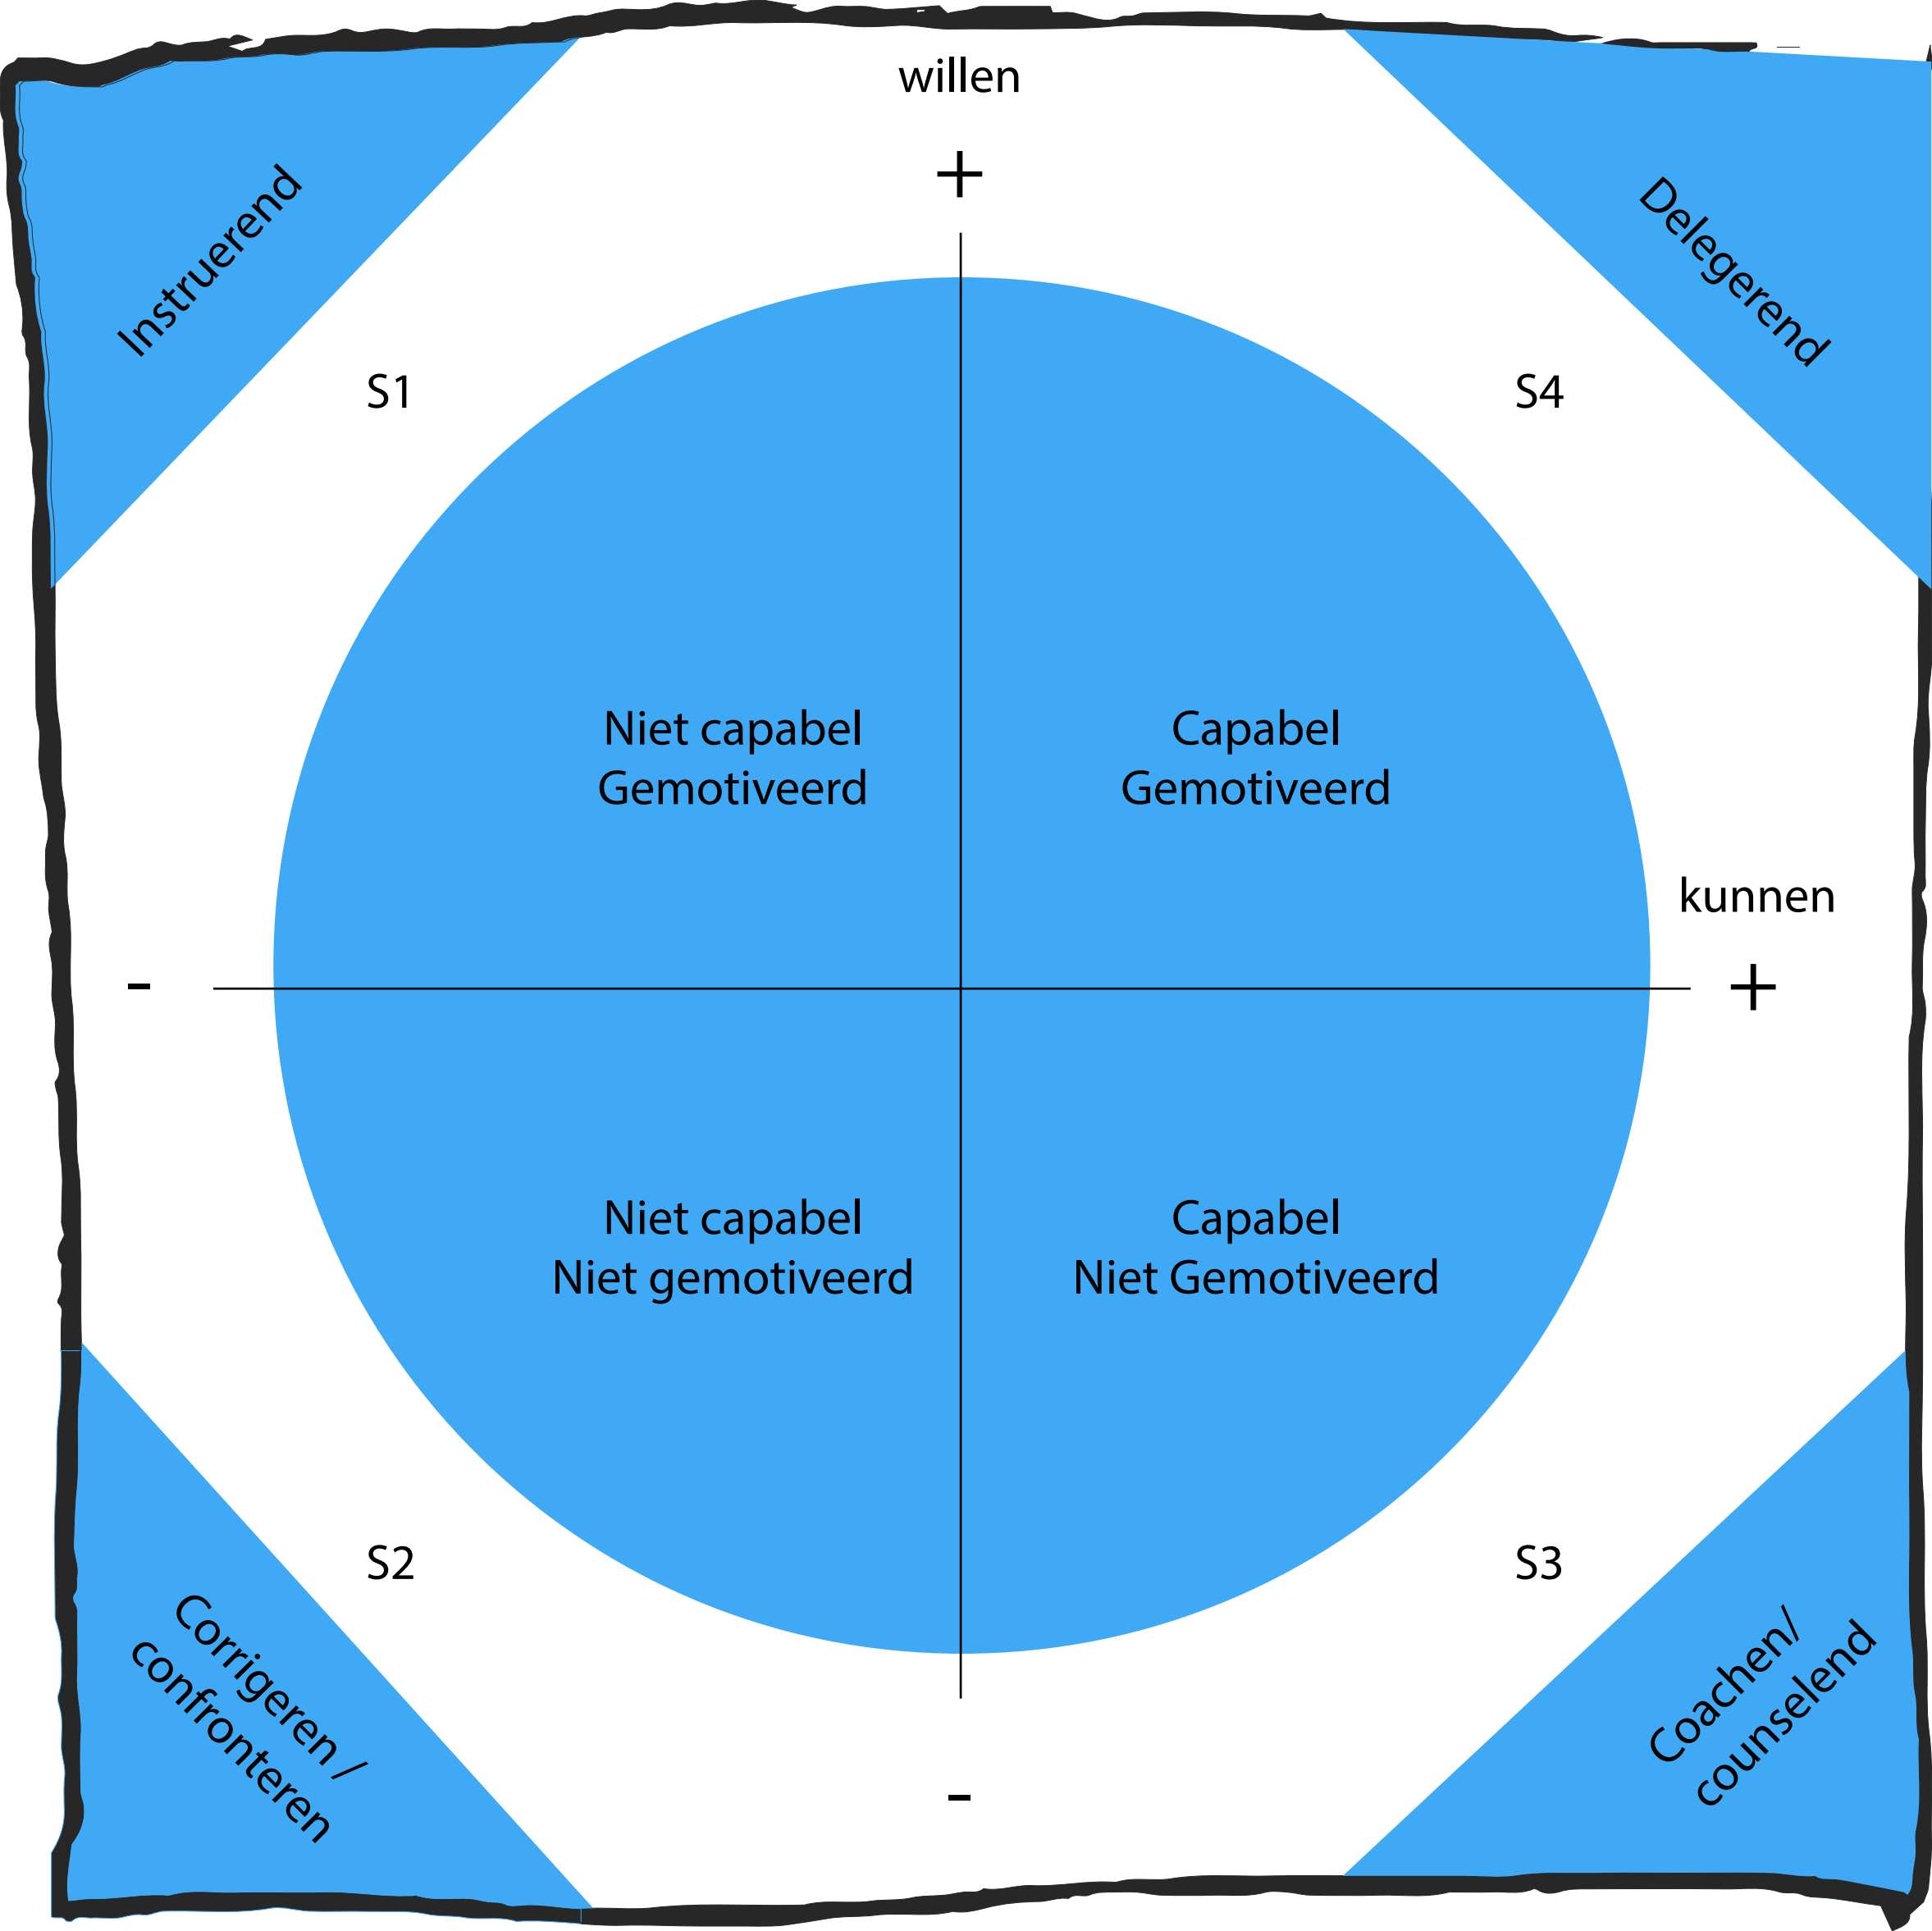 willen
+
Instruerend
Delegerend
S1
S4
Niet capabel
Gemotiveerd
Capabel
Gemotiveerd
kunnen
-
+
Niet capabel
Niet gemotiveerd
Capabel
Niet Gemotiveerd
S2
S3
Corrigeren /
confronteren
Coachen/
counselend
-